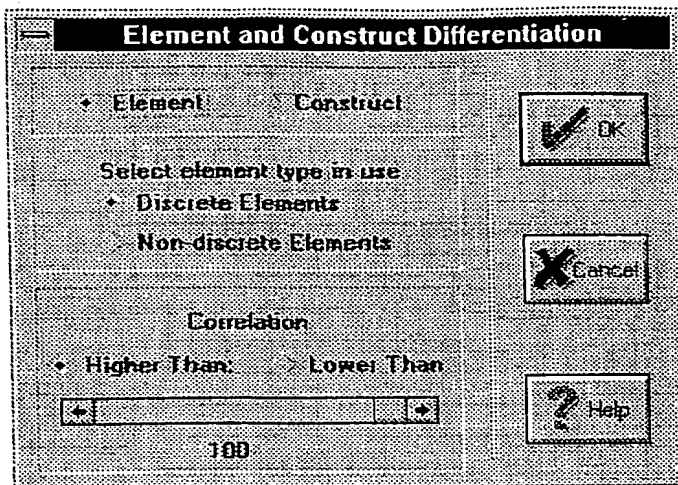 Element and Construct Differentiation
Element Construct
Select element type in use
Discrete Elements
Non-discrete Elements
Correlation
Higher Than: Lower Than
100
OK
Cancel
Help